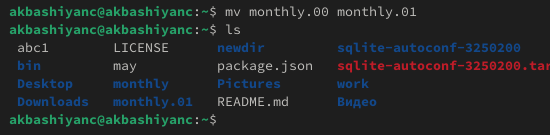 akbashiyanc@akbashiyanc:~$ mv monthly.00 monthly.01
akbashiyanc@akbashiyanc:~$ ls
abc1 LICENSE newdir sqlite-autoconf-3250200
bin may package.json sqlite-autoconf-3250200.tar
Desktop monthly Pictures work
Downloads monthly.01 README.md Видео
akbashiyanc@akbashiyanc:~$